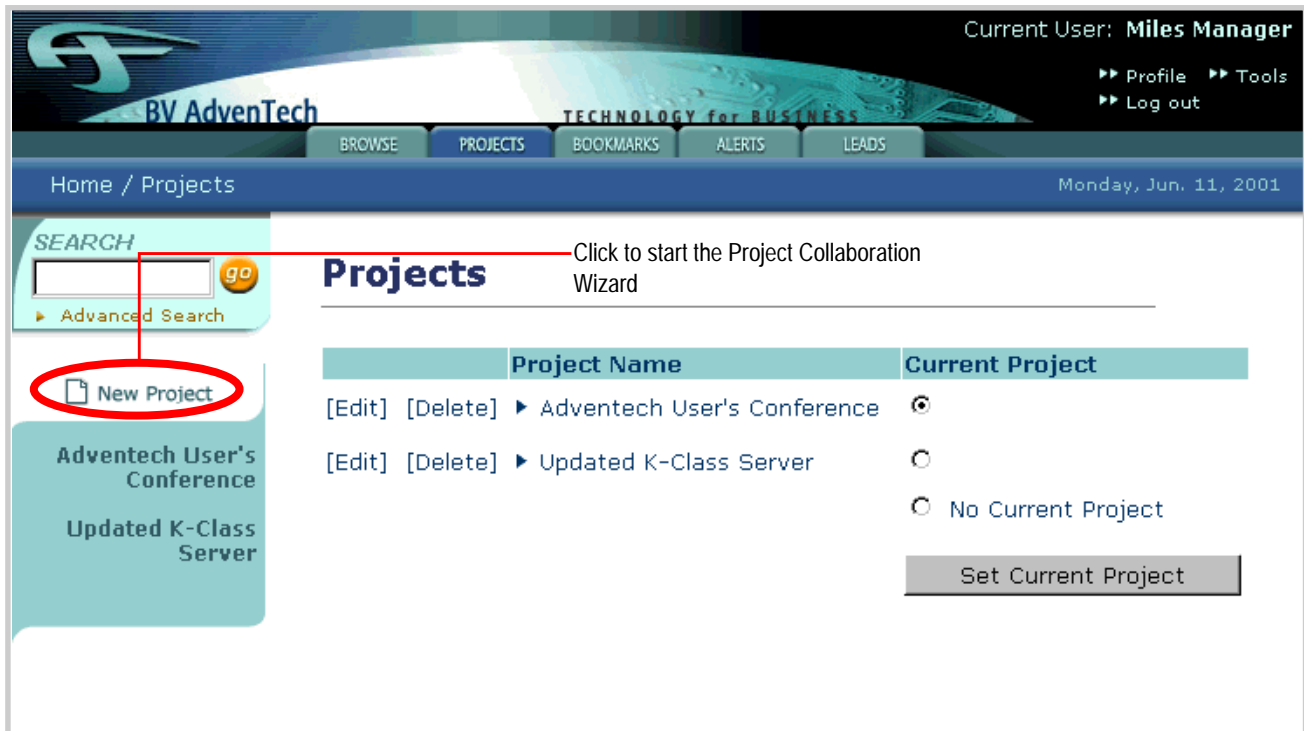 Current User: Miles Manager
Profile Tools
Log out
BV AdvenTech
TECHNOLOGY for BUSINESS
BROWSE PROJECTS BOOKMARKS ALERTS LEADS
Home / Projects Monday, Jun. 11, 2001
SEARCH
go
Advanced Search
Projects
Click to start the Project Collaboration
Wizard
New Project
Adventech User's
Conference
Updated K-Class
Server
Project Name Current Project
[Edit] [Delete] Adventech User's Conference
[Edit] [Delete] Updated K-Class Server
No Current Project
Set Current Project